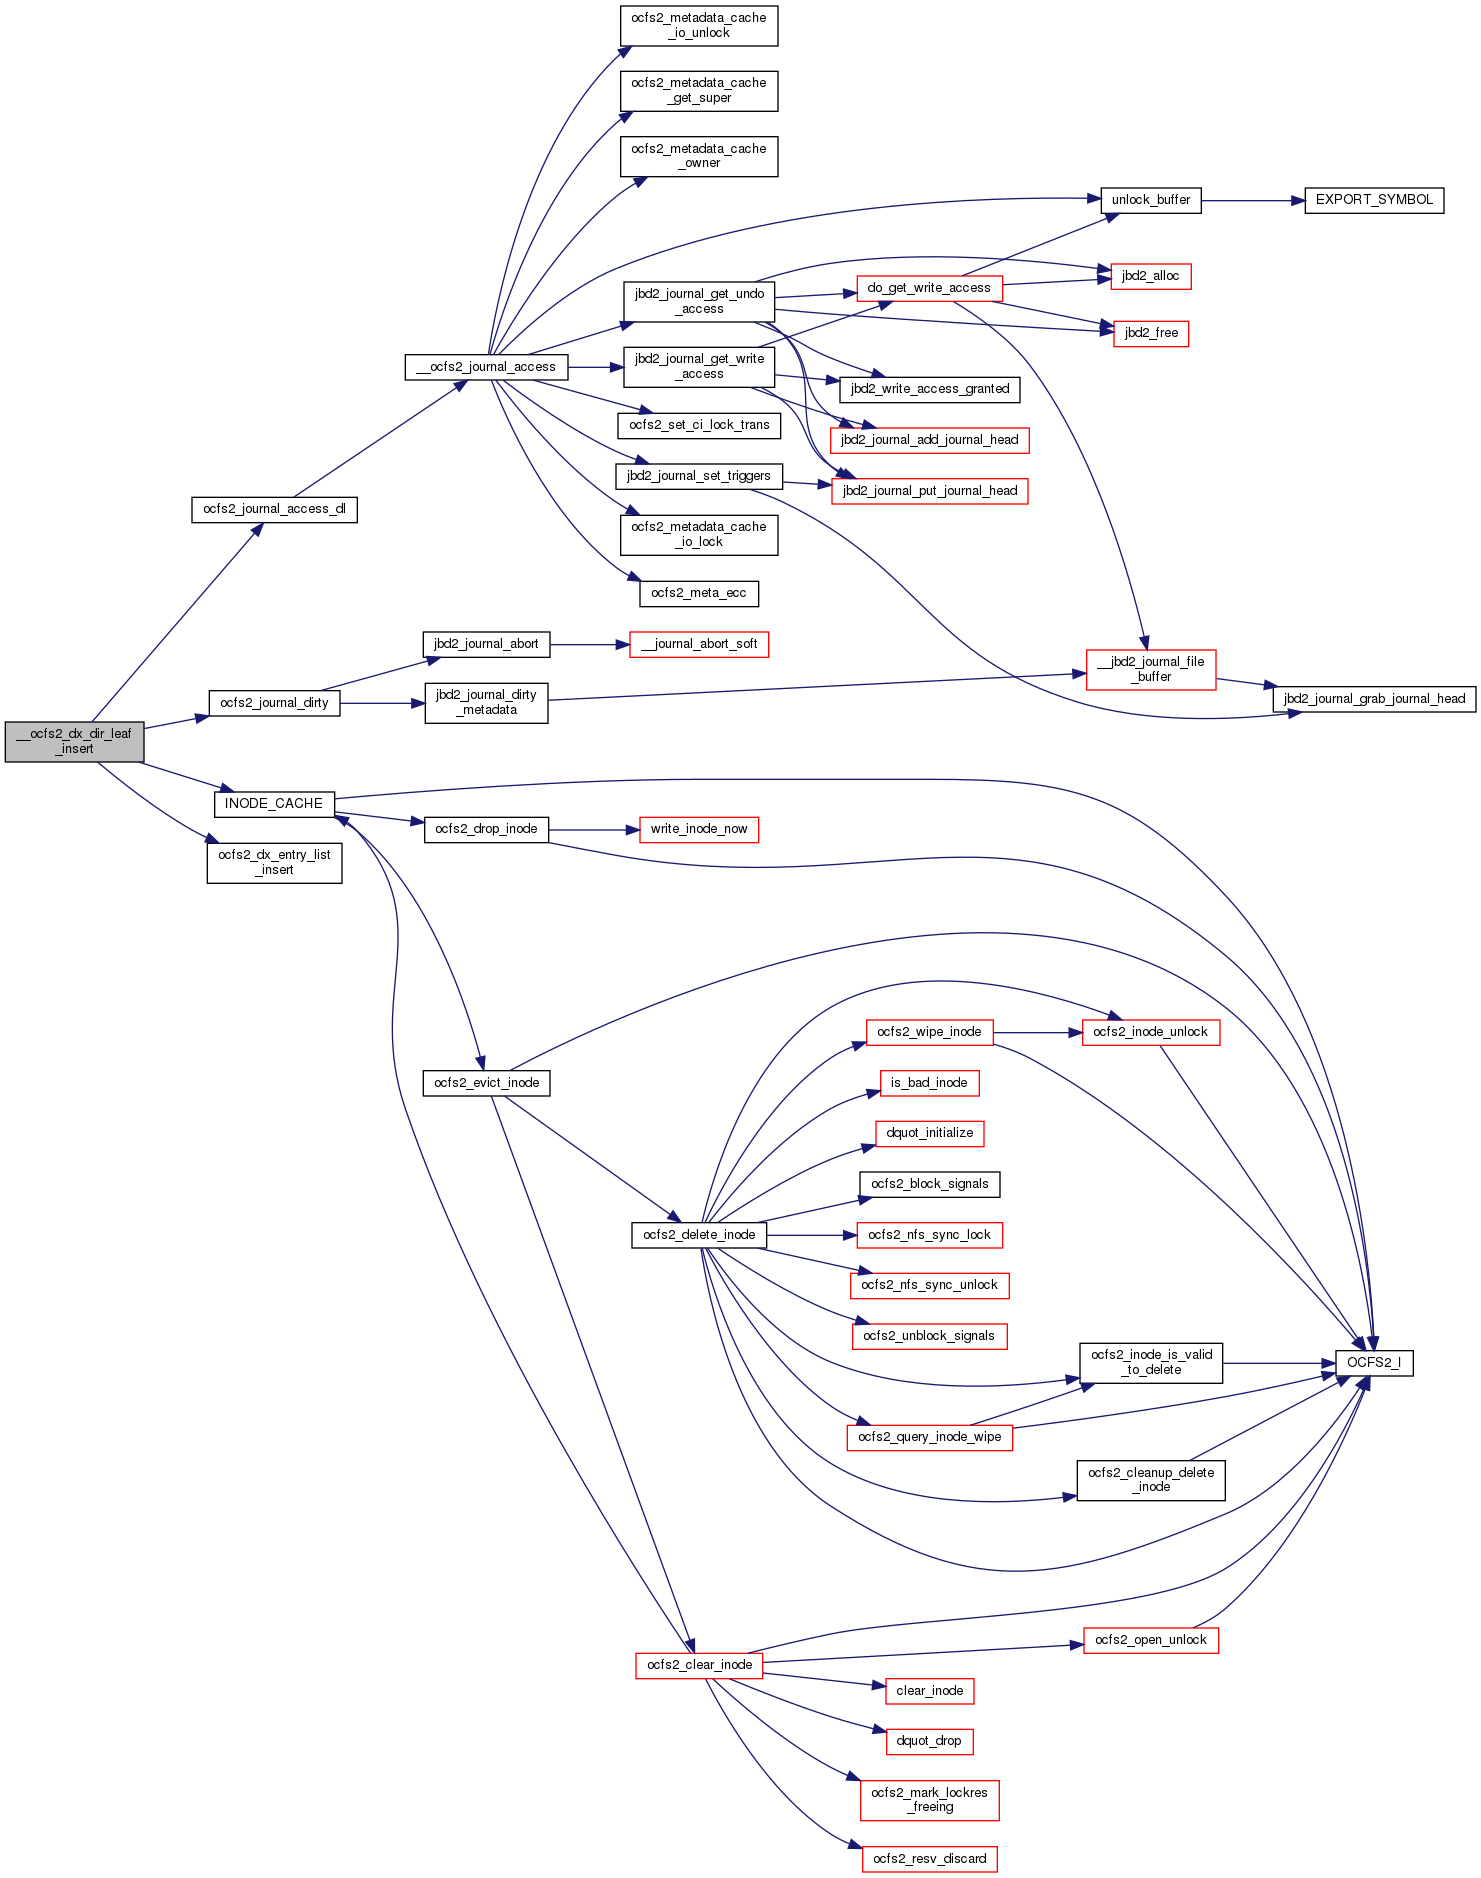 ocfs2_metadata_cache
_io_unlock
ocfs2_metadata_cache
_get_super
ocfs2_metadata_cache
_owner
unlock_buffer
EXPORT_SYMBOL
jbd2_alloc
do_get_write_access
jbd2_journal_get_undo
_access
jbd2_free
jbd2_journal_get_write
_access
__ocfs2_journal_access
jbd2_write_access_granted
ocfs2_set_ci_lock_trans
jbd2_journal_add_journal_head
jbd2_journal_set_triggers
jbd2_journal_put_journal_head
ocfs2_journal_access_dl
ocfs2_metadata_cache
_io_lock
ocfs2_meta_ecc
jbd2_journal_abort
__journal_abort_soft
__jbd2_journal_file
_buffer
ocfs2_journal_dirty
jbd2_journal_dirty
_metadata
jbd2_journal_grab_journal_head
__ocfs2_dx_dir_leaf
_insert
INODE_CACHE
ocfs2_drop_inode
write_inode_now
ocfs2_dx_entry_list
_insert
ocfs2_wipe_inode
ocfs2_inode_unlock
ocfs2_evict_inode
is_bad_inode
dquot_initialize
ocfs2_block_signals
ocfs2_delete_inode
ocfs2_nfs_sync_lock
ocfs2_nfs_sync_unlock
ocfs2_unblock_signals
ocfs2_inode_is_valid
_to_delete
OCFS2_I
ocfs2_query_inode_wipe
ocfs2_cleanup_delete
_inode
ocfs2_open_unlock
ocfs2_clear_inode
clear_inode
dquot_drop
ocfs2_mark_lockres
_freeing
ocfs2_resv_discard